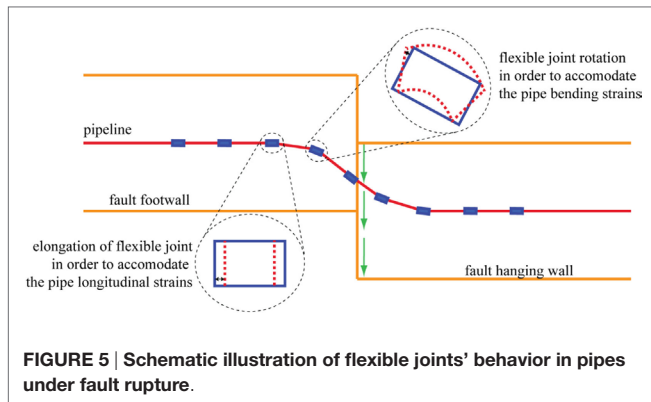 flexible joint rotation
in order to accomodate
the pipe bending strains
pipeline
fault footwall
elongation of flexible joint
in order to accomodate
the pipe longitudinal strains
fault hanging wall
FIGURE 5 | Schematic illustration of flexible joints' behavior in pipes
under fault rupture.